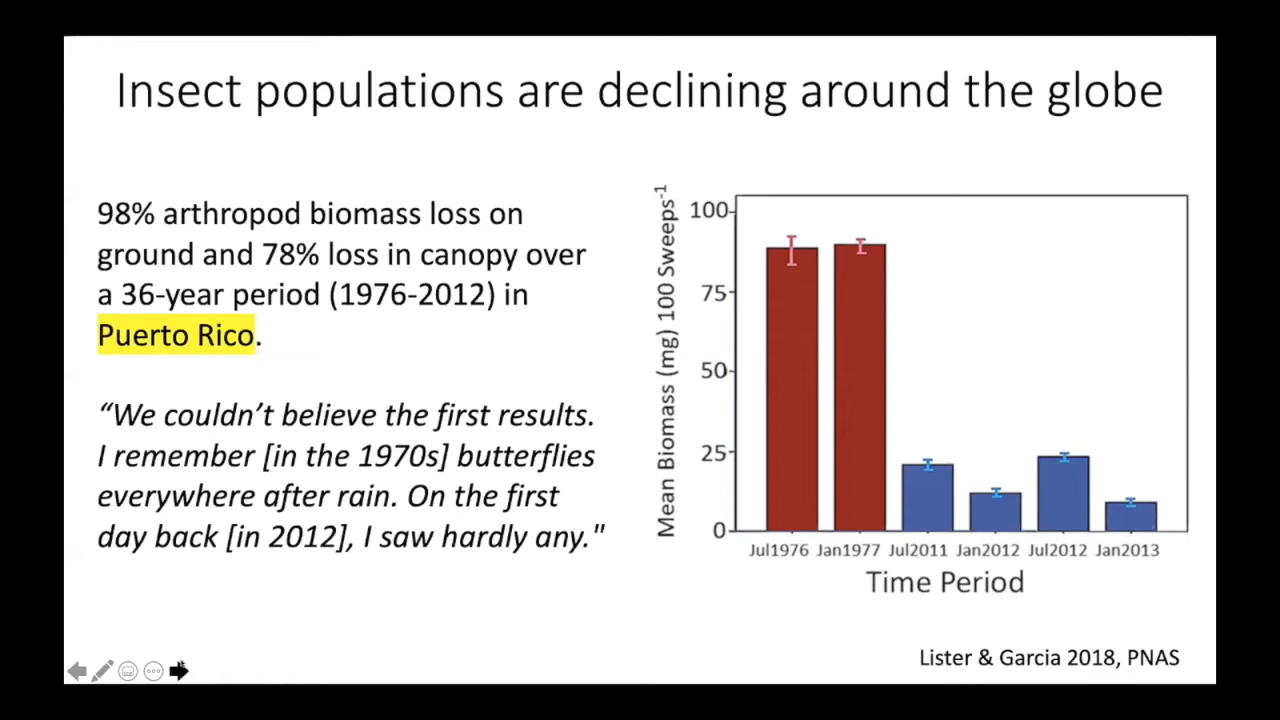 Insect populations are declining around the globe
98% arthropod biomass loss on
ground and 78% loss in canopy over
a 36-year period (1976-2012) in
Puerto Rico.
“We couldn’t believe the first results.
I remember [in the 1970s] butterflies
everywhere after rain. On the first
day back [in 2012], I saw hardly any."
Mean Biomass (mg) 100 Sweeps⁻¹
100
75
50
25
0
Jul1976 Jan1977 Jul2011 Jan2012 Jul2012 Jan2013
Time Period
Lister & Garcia 2018, PNAS